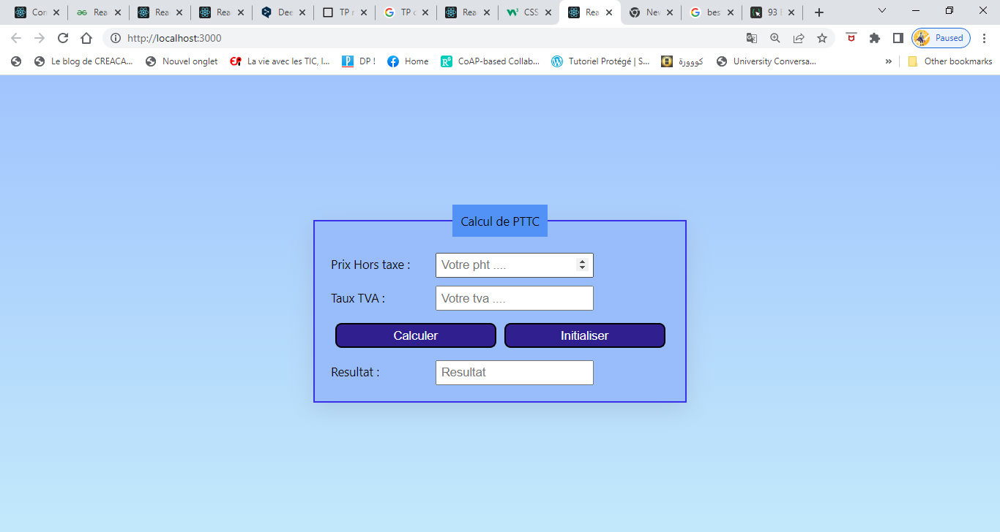 Rea
Rea
Rea
Dee
TP
TP
Rea
CSS
Rea
Nev
bes
93
http://localhost:3000
Paused
Le blog de CREACA...
Nouvel onglet
La vie avec les TIC, l...
DP !
Home
CoAP-based Collab...
Tutoriel Protégé | S...
كووورة
University Conversa...
»
Other bookmarks
Calcul de PTTC
Prix Hors taxe :
Votre pht ....
Taux TVA :
Votre tva ....
Calculer
Initialiser
Resultat :
Resultat